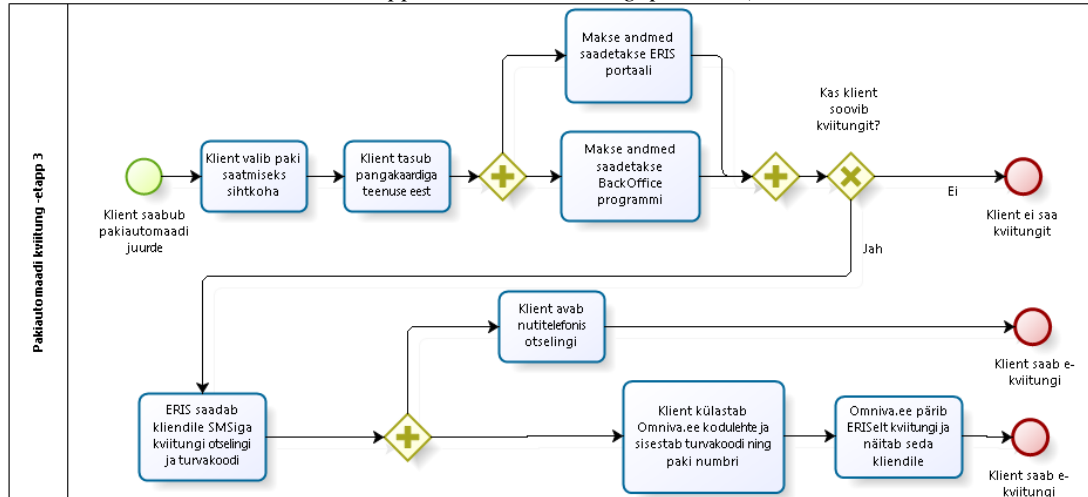 Pakiautomaadi kviitung -etapp 3
Klient saabub
pakiautomaadi
juurde
Klient valib paki
saatmiseks
sihtkoha
Klient tasub
pangakaardiga
teenuse eest
Makse andmed
saadetakse ERIS
portaali
Makse andmed
saadetakse
BackOffice
programmi
Kas klient
soovib
kviitungit?
Ei
Klient ei saa
kviitungit
Jah
ERIS saadab
kliendile SMSiga
kviitungi otselingi
ja turvakoodi
Klient avab
nutitelefonis
otselingi
Klient saab e-
kviitungi
Klient külastab
Omniva.ee kodulehte ja
sisestab turvakoodi ning
paki numbri
Omniva.ee pärib
ERISelt kviitungi ja
näitab seda
kliendile
Klient saab e-
kviitungi